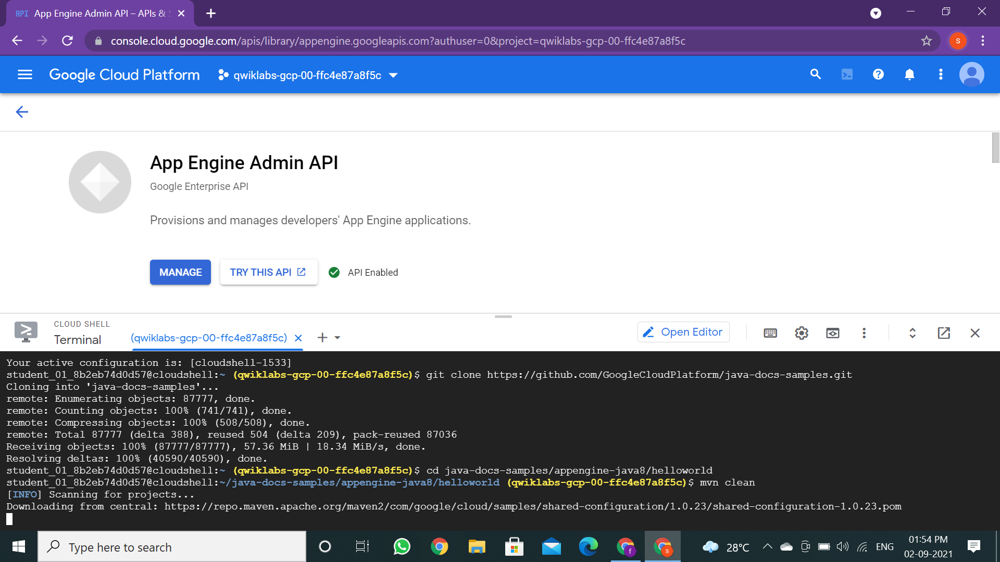 API App Engine Admin API – APIs & S
console.cloud.google.com/apis/library/appengine.googleapis.com?authuser=0&project=qwiklabs-gcp-00-ffc4e87a8f5c
s
Google Cloud Platform
qwiklabs-gcp-00-ffc4e87a8f5c
App Engine Admin API
Google Enterprise API
Provisions and manages developers' App Engine applications.
MANAGE
TRY THIS API
API Enabled
CLOUD SHELL
Terminal
(qwiklabs-gcp-00-ffc4e87a8f5c)
Open Editor
Your active configuration is: [cloudshell-1533]
student_01_8b2eb74d0d57@cloudshell:~ (qwiklabs-gcp-00-ffc4e87a8f5c)$ git clone https://github.com/GoogleCloudPlatform/java-docs-samples.git
Cloning into 'java-docs-samples'...
remote: Enumerating objects: 87777, done.
remote: Counting objects: 100% (741/741), done.
remote: Compressing objects: 100% (508/508), done.
remote: Total 87777 (delta 388), reused 504 (delta 209), pack-reused 87036
Receiving objects: 100% (87777/87777), 57.36 MiB | 18.34 MiB/s, done.
Resolving deltas: 100% (40590/40590), done.
student_01_8b2eb74d0d57@cloudshell:~ (qwiklabs-gcp-00-ffc4e87a8f5c)$ cd java-docs-samples/appengine-java8/helloworld
student_01_8b2eb74d0d57@cloudshell:~/java-docs-samples/appengine-java8/helloworld (qwiklabs-gcp-00-ffc4e87a8f5c)$ mvn clean
[INFO] Scanning for projects...
Downloading from central: https://repo.maven.apache.org/maven2/com/google/cloud/samples/shared-configuration/1.0.23/shared-configuration-1.0.23.pom
Type here to search
f
s
28°C
ENG
01:54 PM
02-09-2021